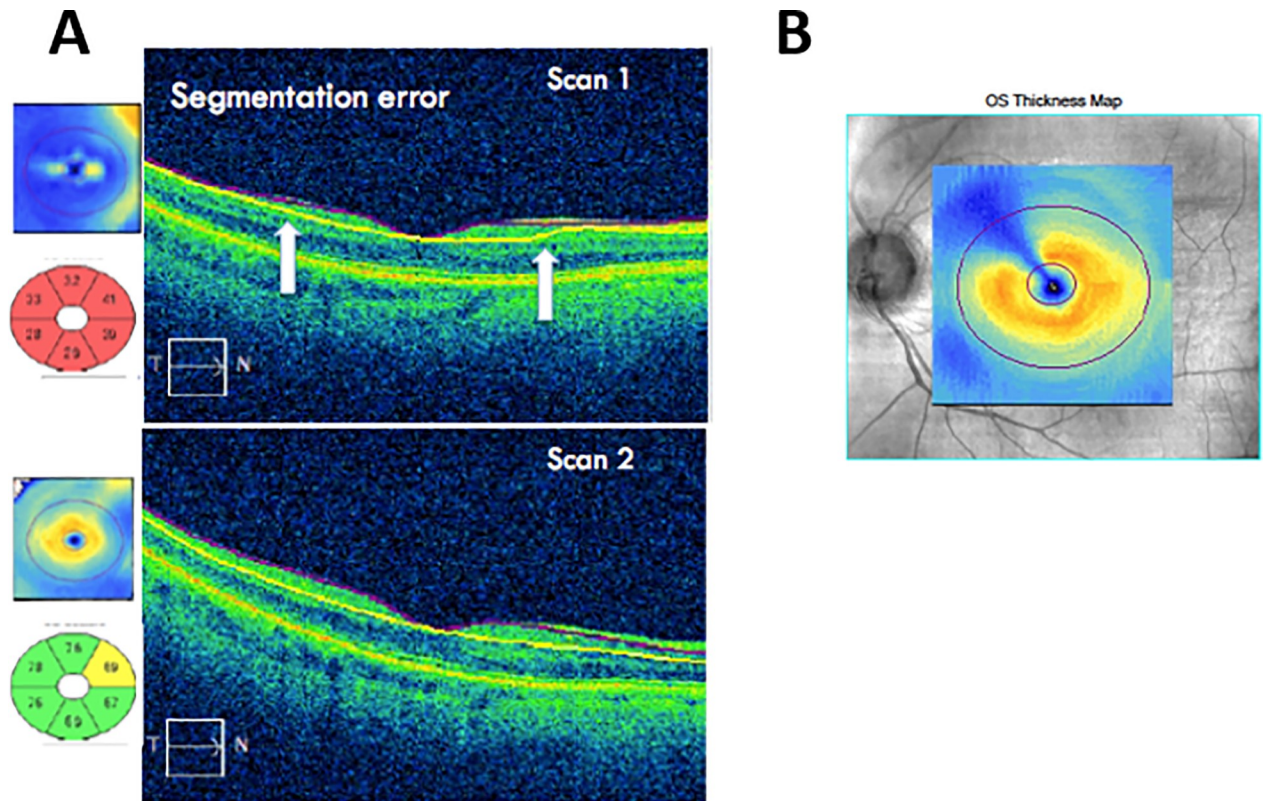 A
B
Segmentation error
Scan 1
OS Thickness Map
32
33
41
28
39
29
T
N
Scan 2
76
78
69
76
67
69
T
N